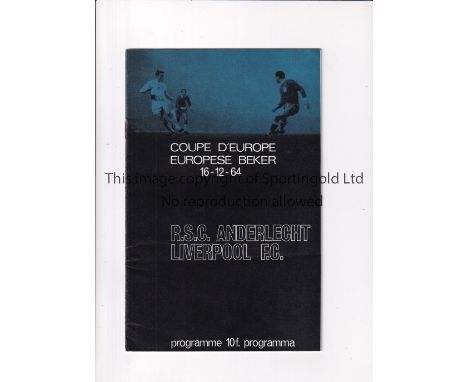 COUPE D'EUROPE
EUROPESE BEKER
16-12-64
This image copyright of Sportingold Ltd
No reproduction allowed
R.S.C. ANDERLECHT
LIVERPOOL F.C.
programme 10f. programma